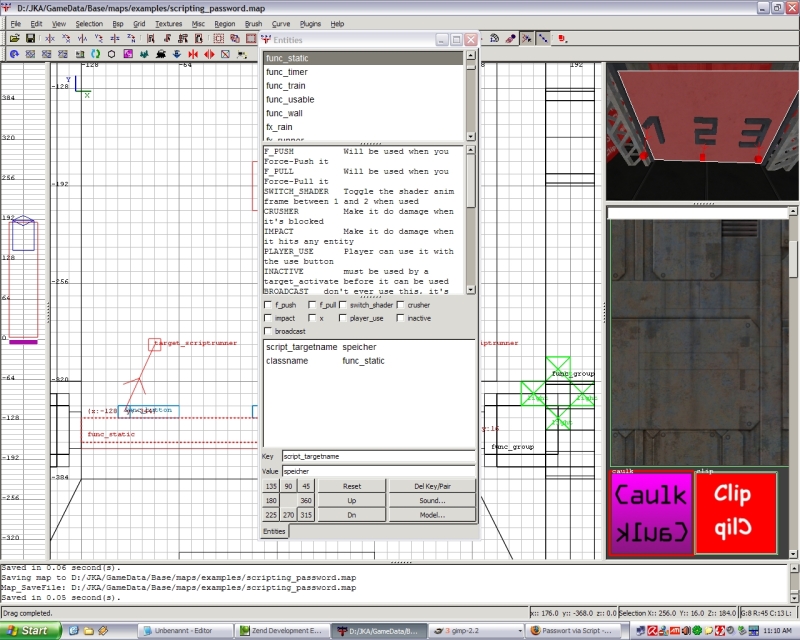 D:/JKA/GameData/Base/maps/examples/scripting_password.map
File Edit View Selection Bsp Grid Textures Misc Region Brush Curve Plugins Help
Entities
func_static
func_timer
func_train
func_usable
func_wall
fx_rain
fx_runner
F_PUSH Will be used when you
Force-Push it
F_PULL Will be used when you
Force-Pull it
SWITCH_SHADER Toggle the shader anim
frame between 1 and 2 when used
CRUSHER Make it do damage when
it's blocked
IMPACT Make it do damage when
it hits any entity
PLAYER_USE Player can use it with
the use button
INACTIVE must be used by a
target_activate before it can be used
BROADCAST don't ever use this, it's
f_push f_pull switch_shader crusher
impact x player_use inactive
broadcast
script_targetname speicher
classname func_static
Key script_targetname
Value speicher
135 90 45 Reset Del Key/Pair
180 360 Up Sound...
225 270 315 Dn Model...
Entities
-128 -64 192
Y
X
384
320
256
192
128
64
0
-64
-128
-192
-256
-320
-128
-192
-256
-320
-384
target_scriptrunner
func_static
func_group
light
light
light
func_group
caulk
clip
Caulk
Clip
Saved in 0.06 second(s).
Saving map to D:/JKA/GameData/Base/maps/examples/scripting_password.map
Map_SaveFile: D:/JKA/GameData/Base/maps/examples/scripting_password.map
Saved in 0.05 second(s).
Drag completed.
x:: 176.0 y:: -368.0 z:: 0.0
Selection X:: 256.0 Y:: 16.0 Z:: 184.0
G:8 R:45 C:13 L:
Start
Unbenannt - Editor
Zend Development E...
D:/JKA/GameData/B...
3 gimp-2.2
Passwort via Script - ...
11:10 AM